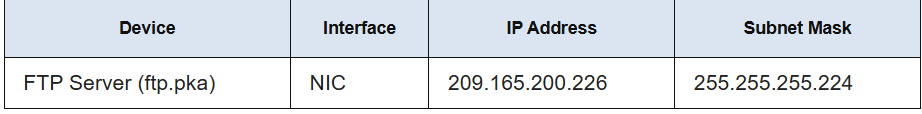 Device Interface IP Address Subnet Mask
FTP Server (ftp.pka) NIC 209.165.200.226 255.255.255.224